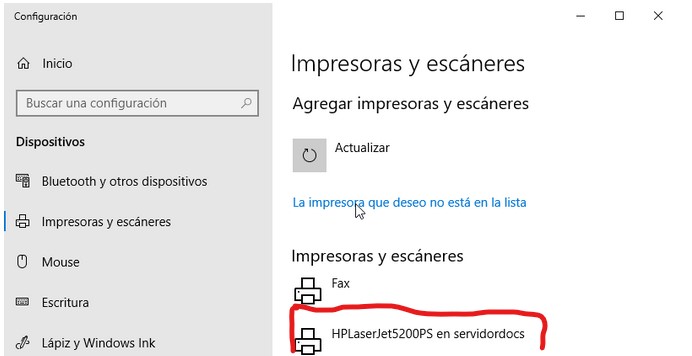 Configuración
Inicio
Buscar una configuración
Dispositivos
Bluetooth y otros dispositivos
Impresoras y escáneres
Mouse
Escritura
Lápiz y Windows Ink
Impresoras y escáneres
Agregar impresoras y escáneres
Actualizar
La impresora que deseo no está en la lista
Impresoras y escáneres
Fax
HPLaserJet5200PS en servidordocs